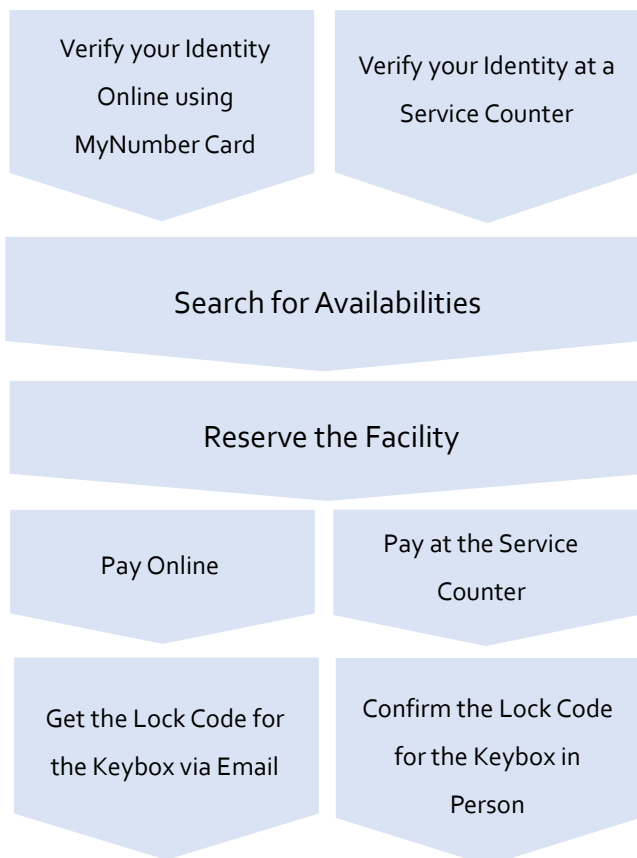 Verify your Identity
Online using
MyNumber Card
Verify your Identity at a
Service Counter
Search for Availabilities
Reserve the Facility
Pay Online
Pay at the Service
Counter
Get the Lock Code for
the Keybox via Email
Confirm the Lock Code
for the Keybox in
Person